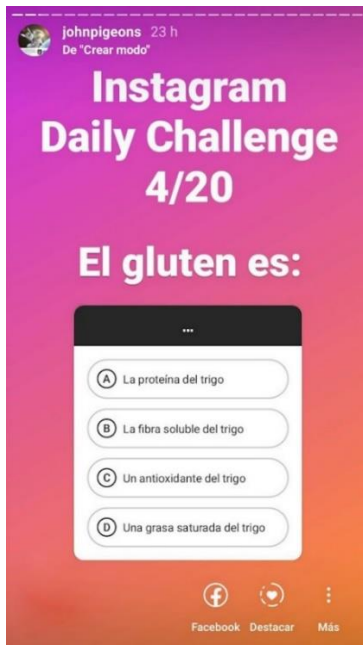 johnpigeons 23 h
De "Crear modo"
Instagram
Daily Challenge
4/20
El gluten es:
...
A La proteína del trigo
B La fibra soluble del trigo
C Un antioxidante del trigo
D Una grasa saturada del trigo
Facebook Destacar Más